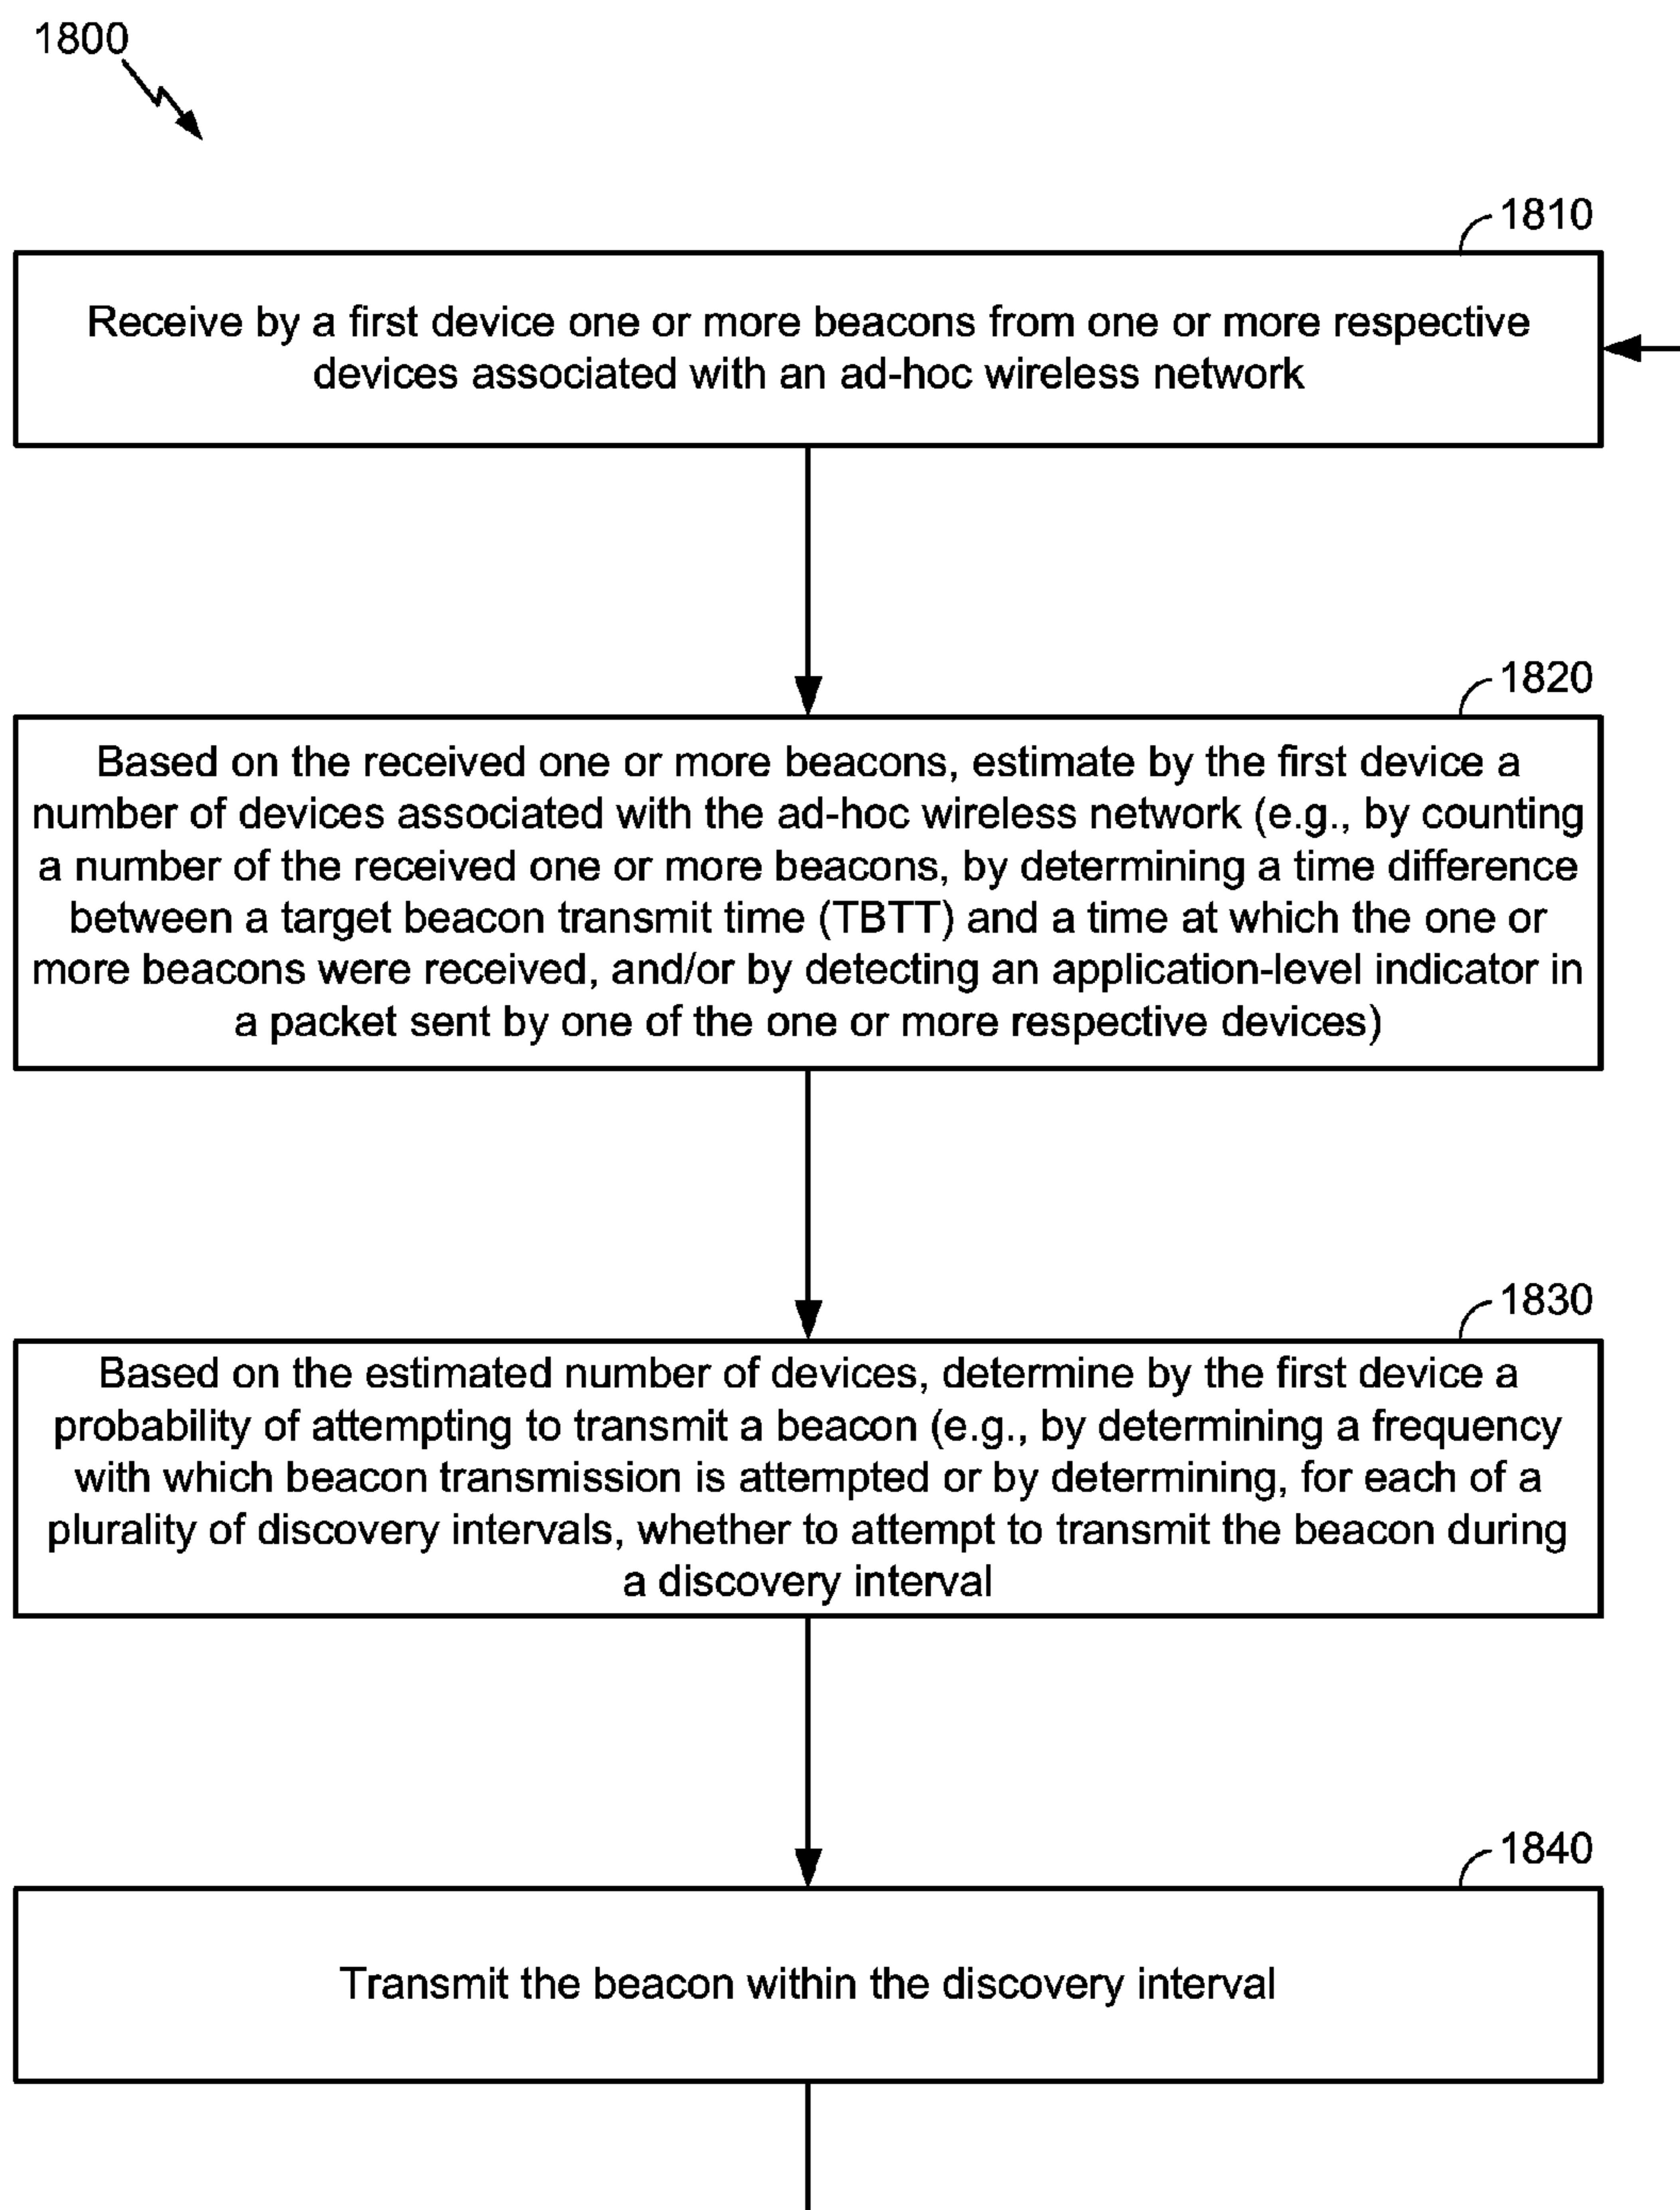 1800
1810
Receive by a first device one or more beacons from one or more respective
devices associated with an ad-hoc wireless network
1820
Based on the received one or more beacons, estimate by the first device a
number of devices associated with the ad-hoc wireless network (e.g., by counting
a number of the received one or more beacons, by determining a time difference
between a target beacon transmit time (TBTT) and a time at which the one or
more beacons were received, and/or by detecting an application-level indicator in
a packet sent by one of the one or more respective devices)
1830
Based on the estimated number of devices, determine by the first device a
probability of attempting to transmit a beacon (e.g., by determining a frequency
with which beacon transmission is attempted or by determining, for each of a
plurality of discovery intervals, whether to attempt to transmit the beacon during
a discovery interval
1840
Transmit the beacon within the discovery interval